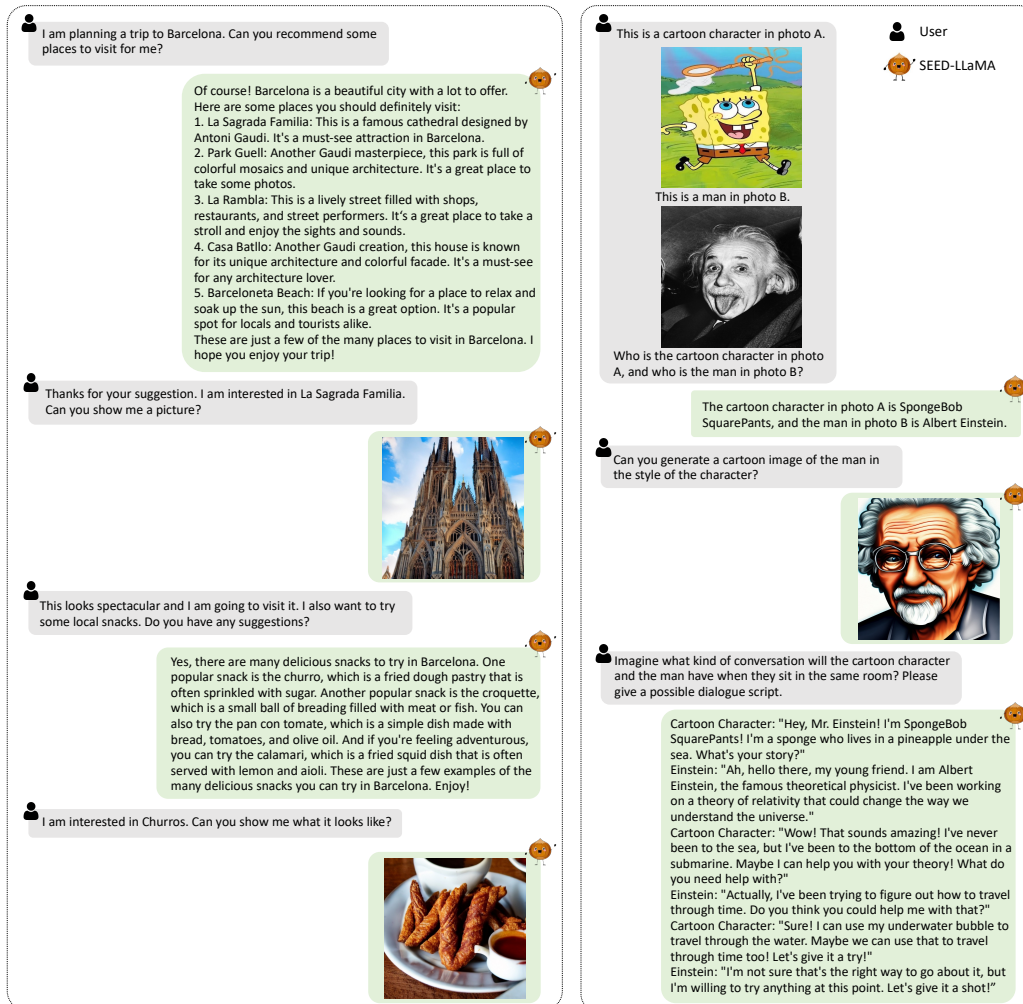 I am planning a trip to Barcelona. Can you recommend some
places to visit for me?
Of course! Barcelona is a beautiful city with a lot to offer.
Here are some places you should definitely visit:
1. La Sagrada Familia: This is a famous cathedral designed by
Antoni Gaudi. It's a must-see attraction in Barcelona.
2. Park Guell: Another Gaudi masterpiece, this park is full of
colorful mosaics and unique architecture. It's a great place to
take some photos.
3. La Rambla: This is a lively street filled with shops,
restaurants, and street performers. It‘s a great place to take a
stroll and enjoy the sights and sounds.
4. Casa Batllo: Another Gaudi creation, this house is known
for its unique architecture and colorful facade. It's a must-see
for any architecture lover.
5. Barceloneta Beach: If you're looking for a place to relax and
soak up the sun, this beach is a great option. It's a popular
spot for locals and tourists alike.
These are just a few of the many places to visit in Barcelona. I
hope you enjoy your trip!
Thanks for your suggestion. I am interested in La Sagrada Familia.
Can you show me a picture?
This looks spectacular and I am going to visit it. I also want to try
some local snacks. Do you have any suggestions?
Yes, there are many delicious snacks to try in Barcelona. One
popular snack is the churro, which is a fried dough pastry that is
often sprinkled with sugar. Another popular snack is the croquette,
which is a small ball of breading filled with meat or fish. You can
also try the pan con tomate, which is a simple dish made with
bread, tomatoes, and olive oil. And if you're feeling adventurous,
you can try the calamari, which is a fried squid dish that is often
served with lemon and aioli. These are just a few examples of the
many delicious snacks you can try in Barcelona. Enjoy!
I am interested in Churros. Can you show me what it looks like?
This is a cartoon character in photo A.
This is a man in photo B.
Who is the cartoon character in photo
A, and who is the man in photo B?
User
SEED-LLaMA
The cartoon character in photo A is SpongeBob
SquarePants, and the man in photo B is Albert Einstein.
Can you generate a cartoon image of the man in
the style of the character?
Imagine what kind of conversation will the cartoon character
and the man have when they sit in the same room? Please
give a possible dialogue script.
Cartoon Character: "Hey, Mr. Einstein! I'm SpongeBob
SquarePants! I'm a sponge who lives in a pineapple under the
sea. What's your story?"
Einstein: "Ah, hello there, my young friend. I am Albert
Einstein, the famous theoretical physicist. I've been working
on a theory of relativity that could change the way we
understand the universe."
Cartoon Character: "Wow! That sounds amazing! I've never
been to the sea, but I've been to the bottom of the ocean in a
submarine. Maybe I can help you with your theory! What do
you need help with?"
Einstein: "Actually, I've been trying to figure out how to travel
through time. Do you think you could help me with that?"
Cartoon Character: "Sure! I can use my underwater bubble to
travel through the water. Maybe we can use that to travel
through time too! Let's give it a try!"
Einstein: "I'm not sure that's the right way to go about it, but
I'm willing to try anything at this point. Let's give it a shot!”